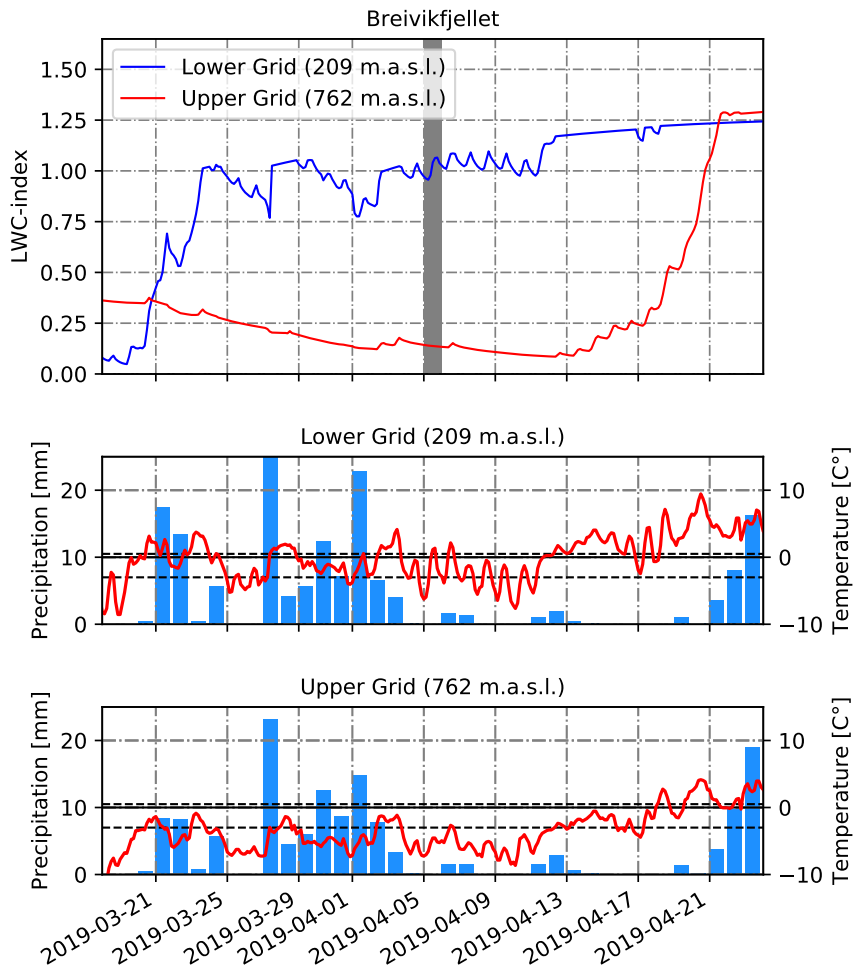 Breivikfjellet
LWC-index
1.50
1.25
1.00
0.75
0.50
0.25
0.00
Lower Grid (209 m.a.s.l.)
Upper Grid (762 m.a.s.l.)
Lower Grid (209 m.a.s.l.)
Precipitation [mm]
20
10
0
10
0
−10
Temperature [C°]
Upper Grid (762 m.a.s.l.)
Precipitation [mm]
20
10
0
10
0
−10
Temperature [C°]
2019-03-21
2019-03-25
2019-03-29
2019-04-01
2019-04-05
2019-04-09
2019-04-13
2019-04-17
2019-04-21